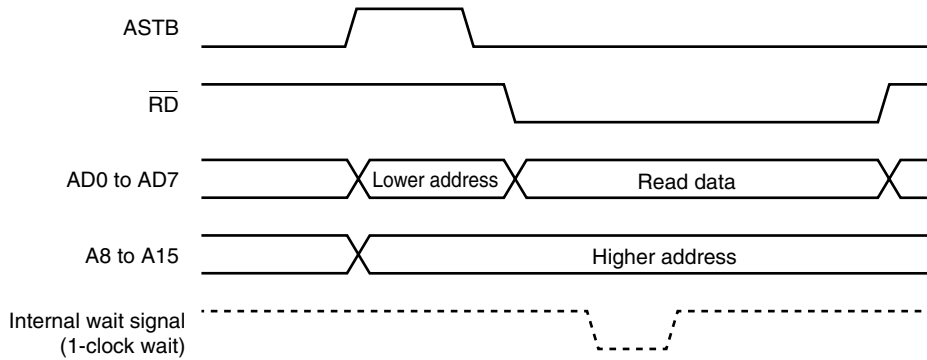 ASTB
RD
AD0 to AD7
Lower address
Read data
A8 to A15
Higher address
Internal wait signal
(1-clock wait)